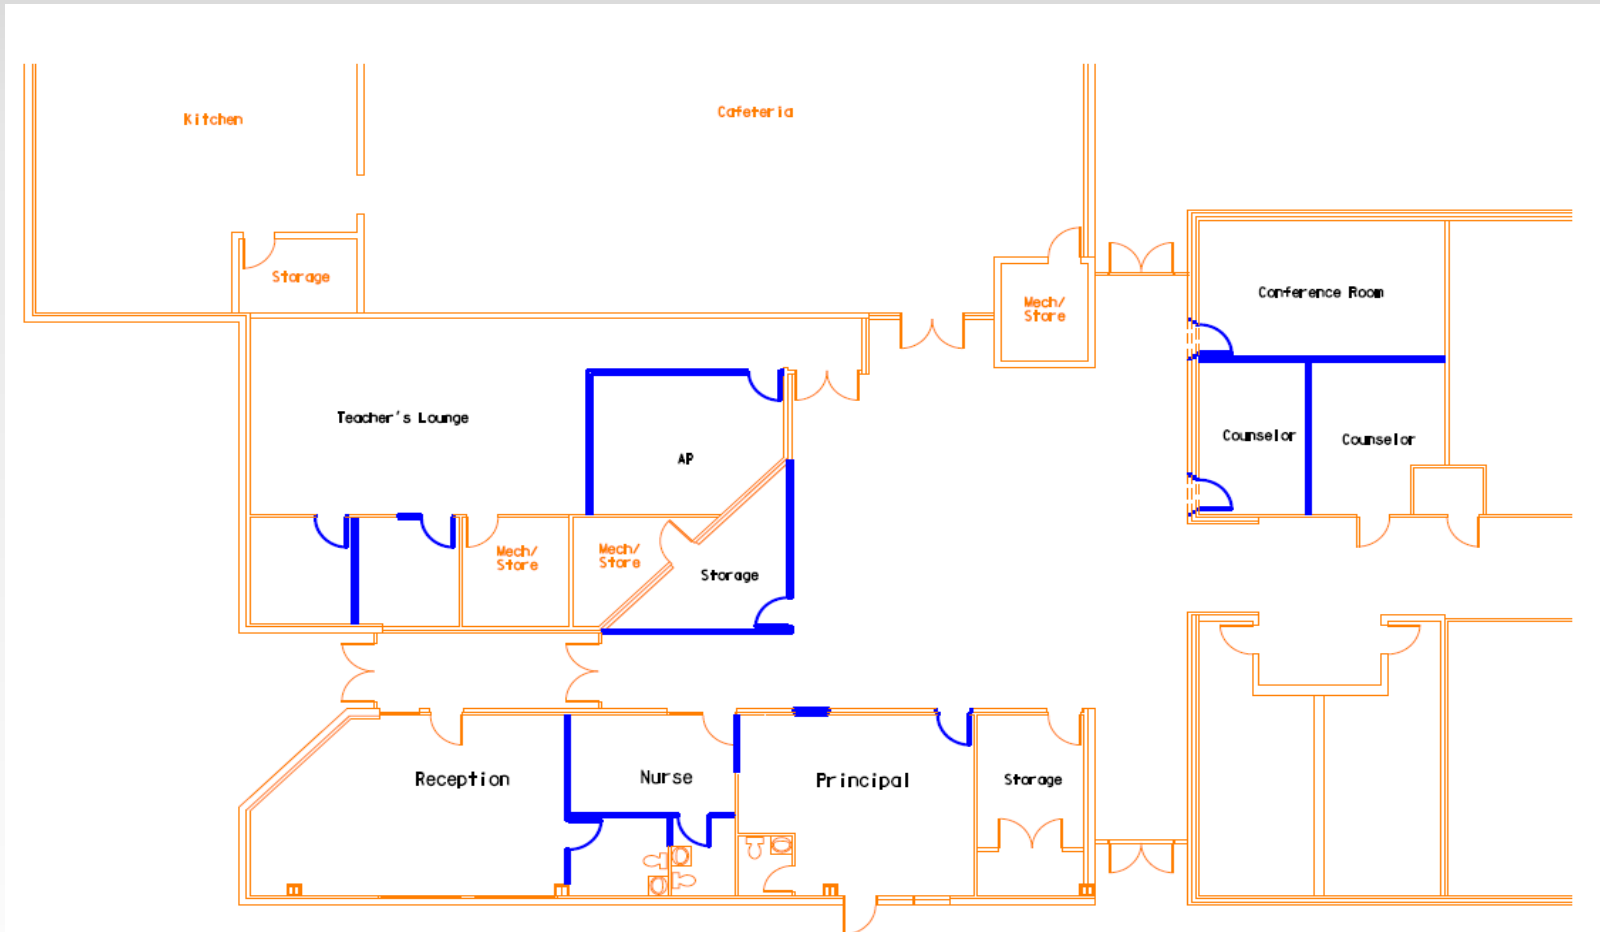 Kitchen
Cafeteria
Storage
Mech/
Store
Conference Room
Teacher's Lounge
AP
Counselor
Counselor
Mech/
Store
Mech/
Store
Storage
Reception
Nurse
Principal
Storage